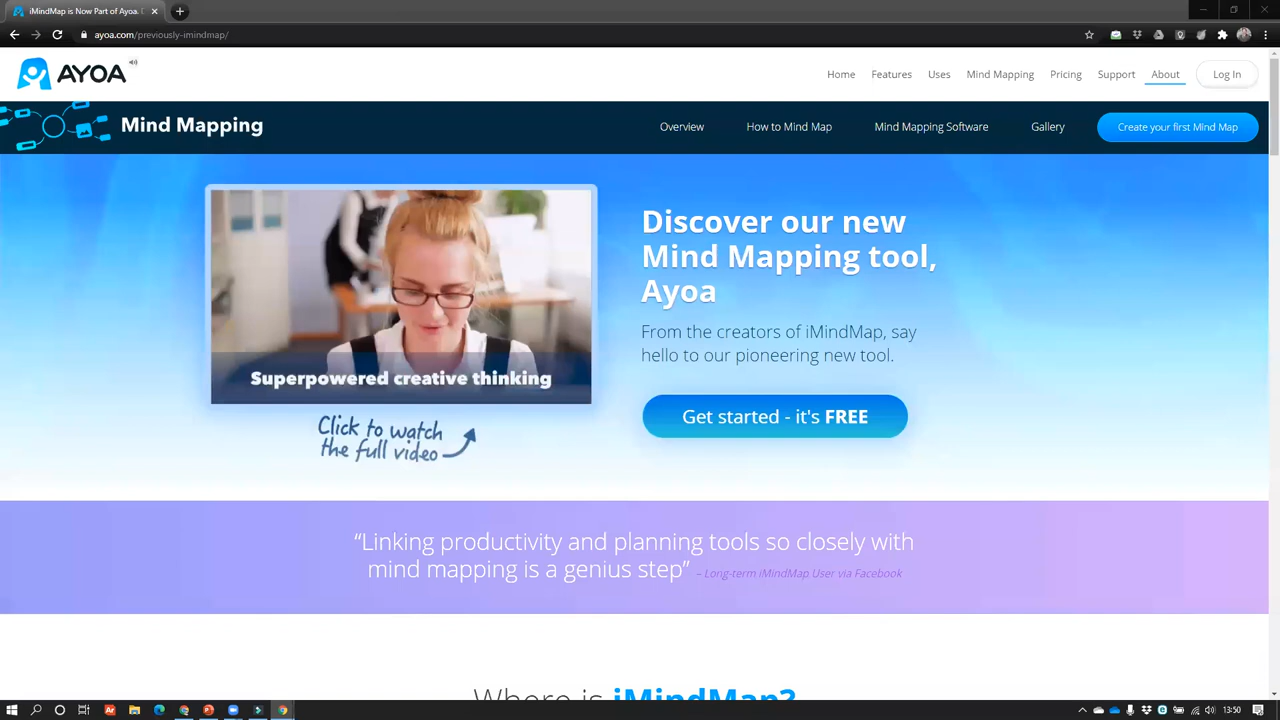 iMindMap is Now Part of Ayoa.
ayoa.com/previously-imindmap/
AYOA
Home Features Uses Mind Mapping Pricing Support About Log In
Mind Mapping
Overview How to Mind Map Mind Mapping Software Gallery Create your first Mind Map
Superpowered creative thinking
Click to watch
the full video
Discover our new
Mind Mapping tool,
Ayoa
From the creators of iMindMap, say
hello to our pioneering new tool.
Get started - it's FREE
“Linking productivity and planning tools so closely with
mind mapping is a genius step” – Long-term iMindMap User via Facebook
Where is iMindMap?
13:50